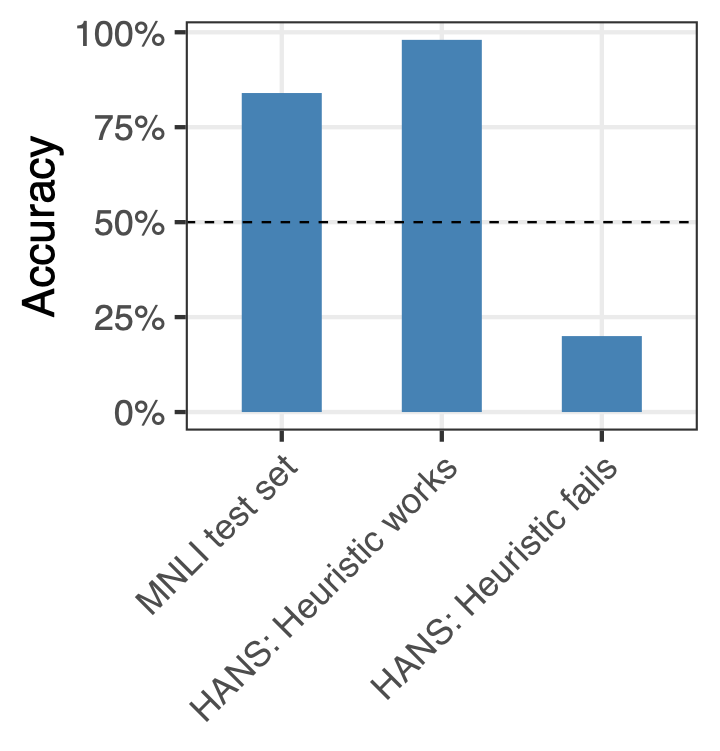 Accuracy
100%
75%
50%
25%
0%
MNLI test set
HANS: Heuristic works
HANS: Heuristic fails